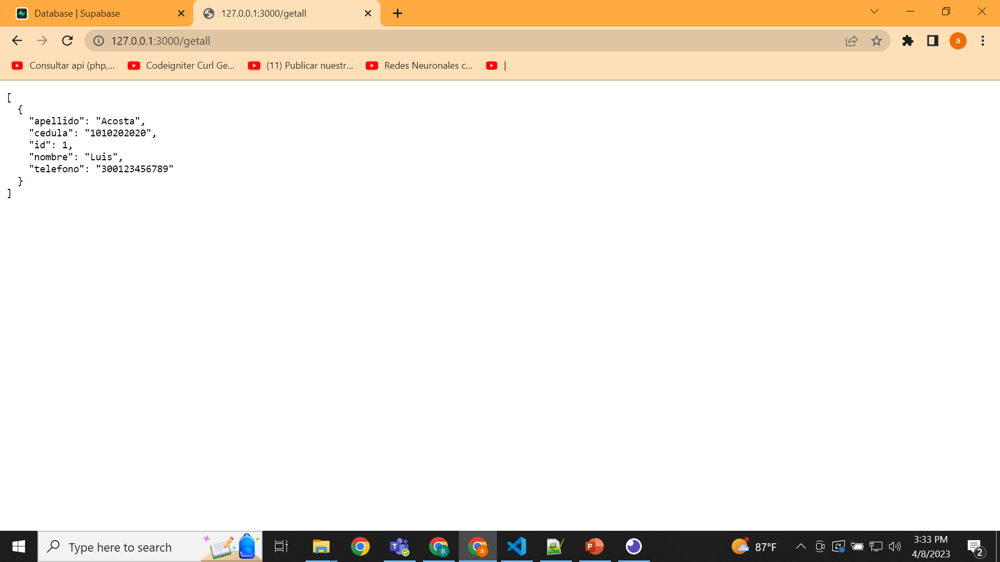 Database | Supabase
127.0.0.1:3000/getall
127.0.0.1:3000/getall
a
Consultar api (php,...
Codeigniter Curl Ge...
(11) Publicar nuestr...
Redes Neuronales c...
|
[
{
"apellido": "Acosta",
"cedula": "1010202020",
"id": 1,
"nombre": "Luis",
"telefono": "300123456789"
}
]
Type here to search
T
B
a
P
87°F
3:33 PM
4/8/2023
2